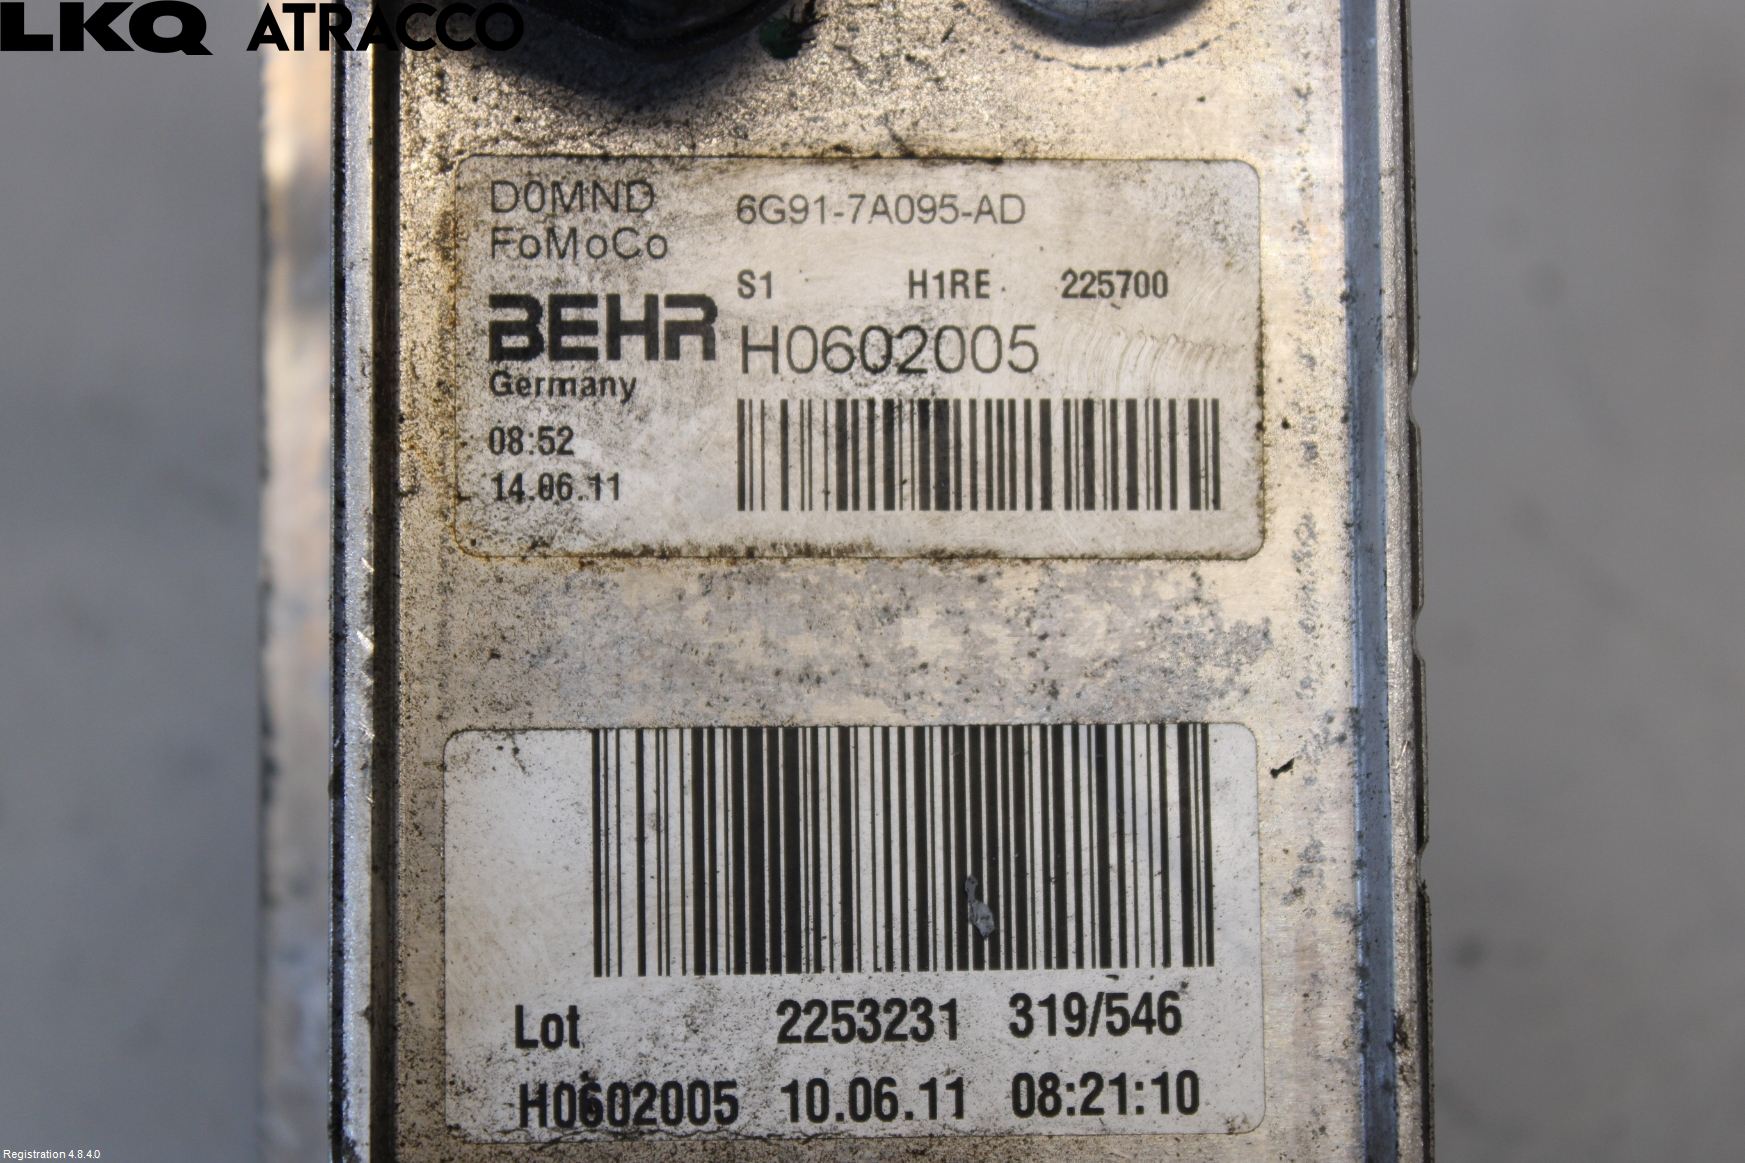 LKQ ATRACCO
D0MND
FoMoCo
6G91-7A095-AD
S1 H1RE 225700
BEHR H0602005
Germany
08:52
14.06.11
Lot 2253231 319/546
H0602005 10.06.11 08:21:10
Registration 4.8.4.0